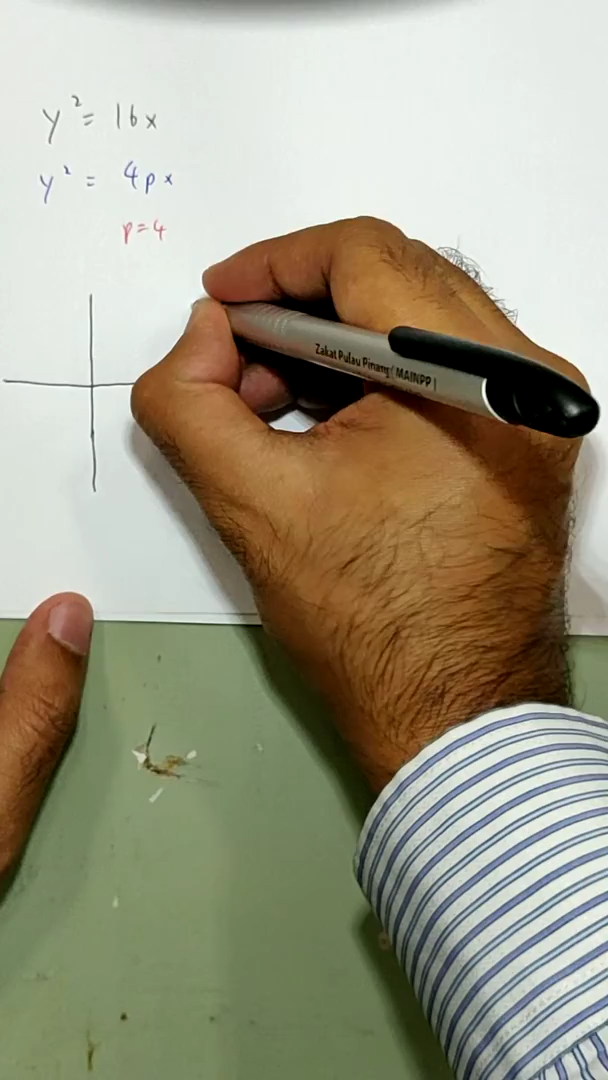 y² = 16x
y² = 4px
p=4
Zakat Pulau Pinang ( MAINPP )